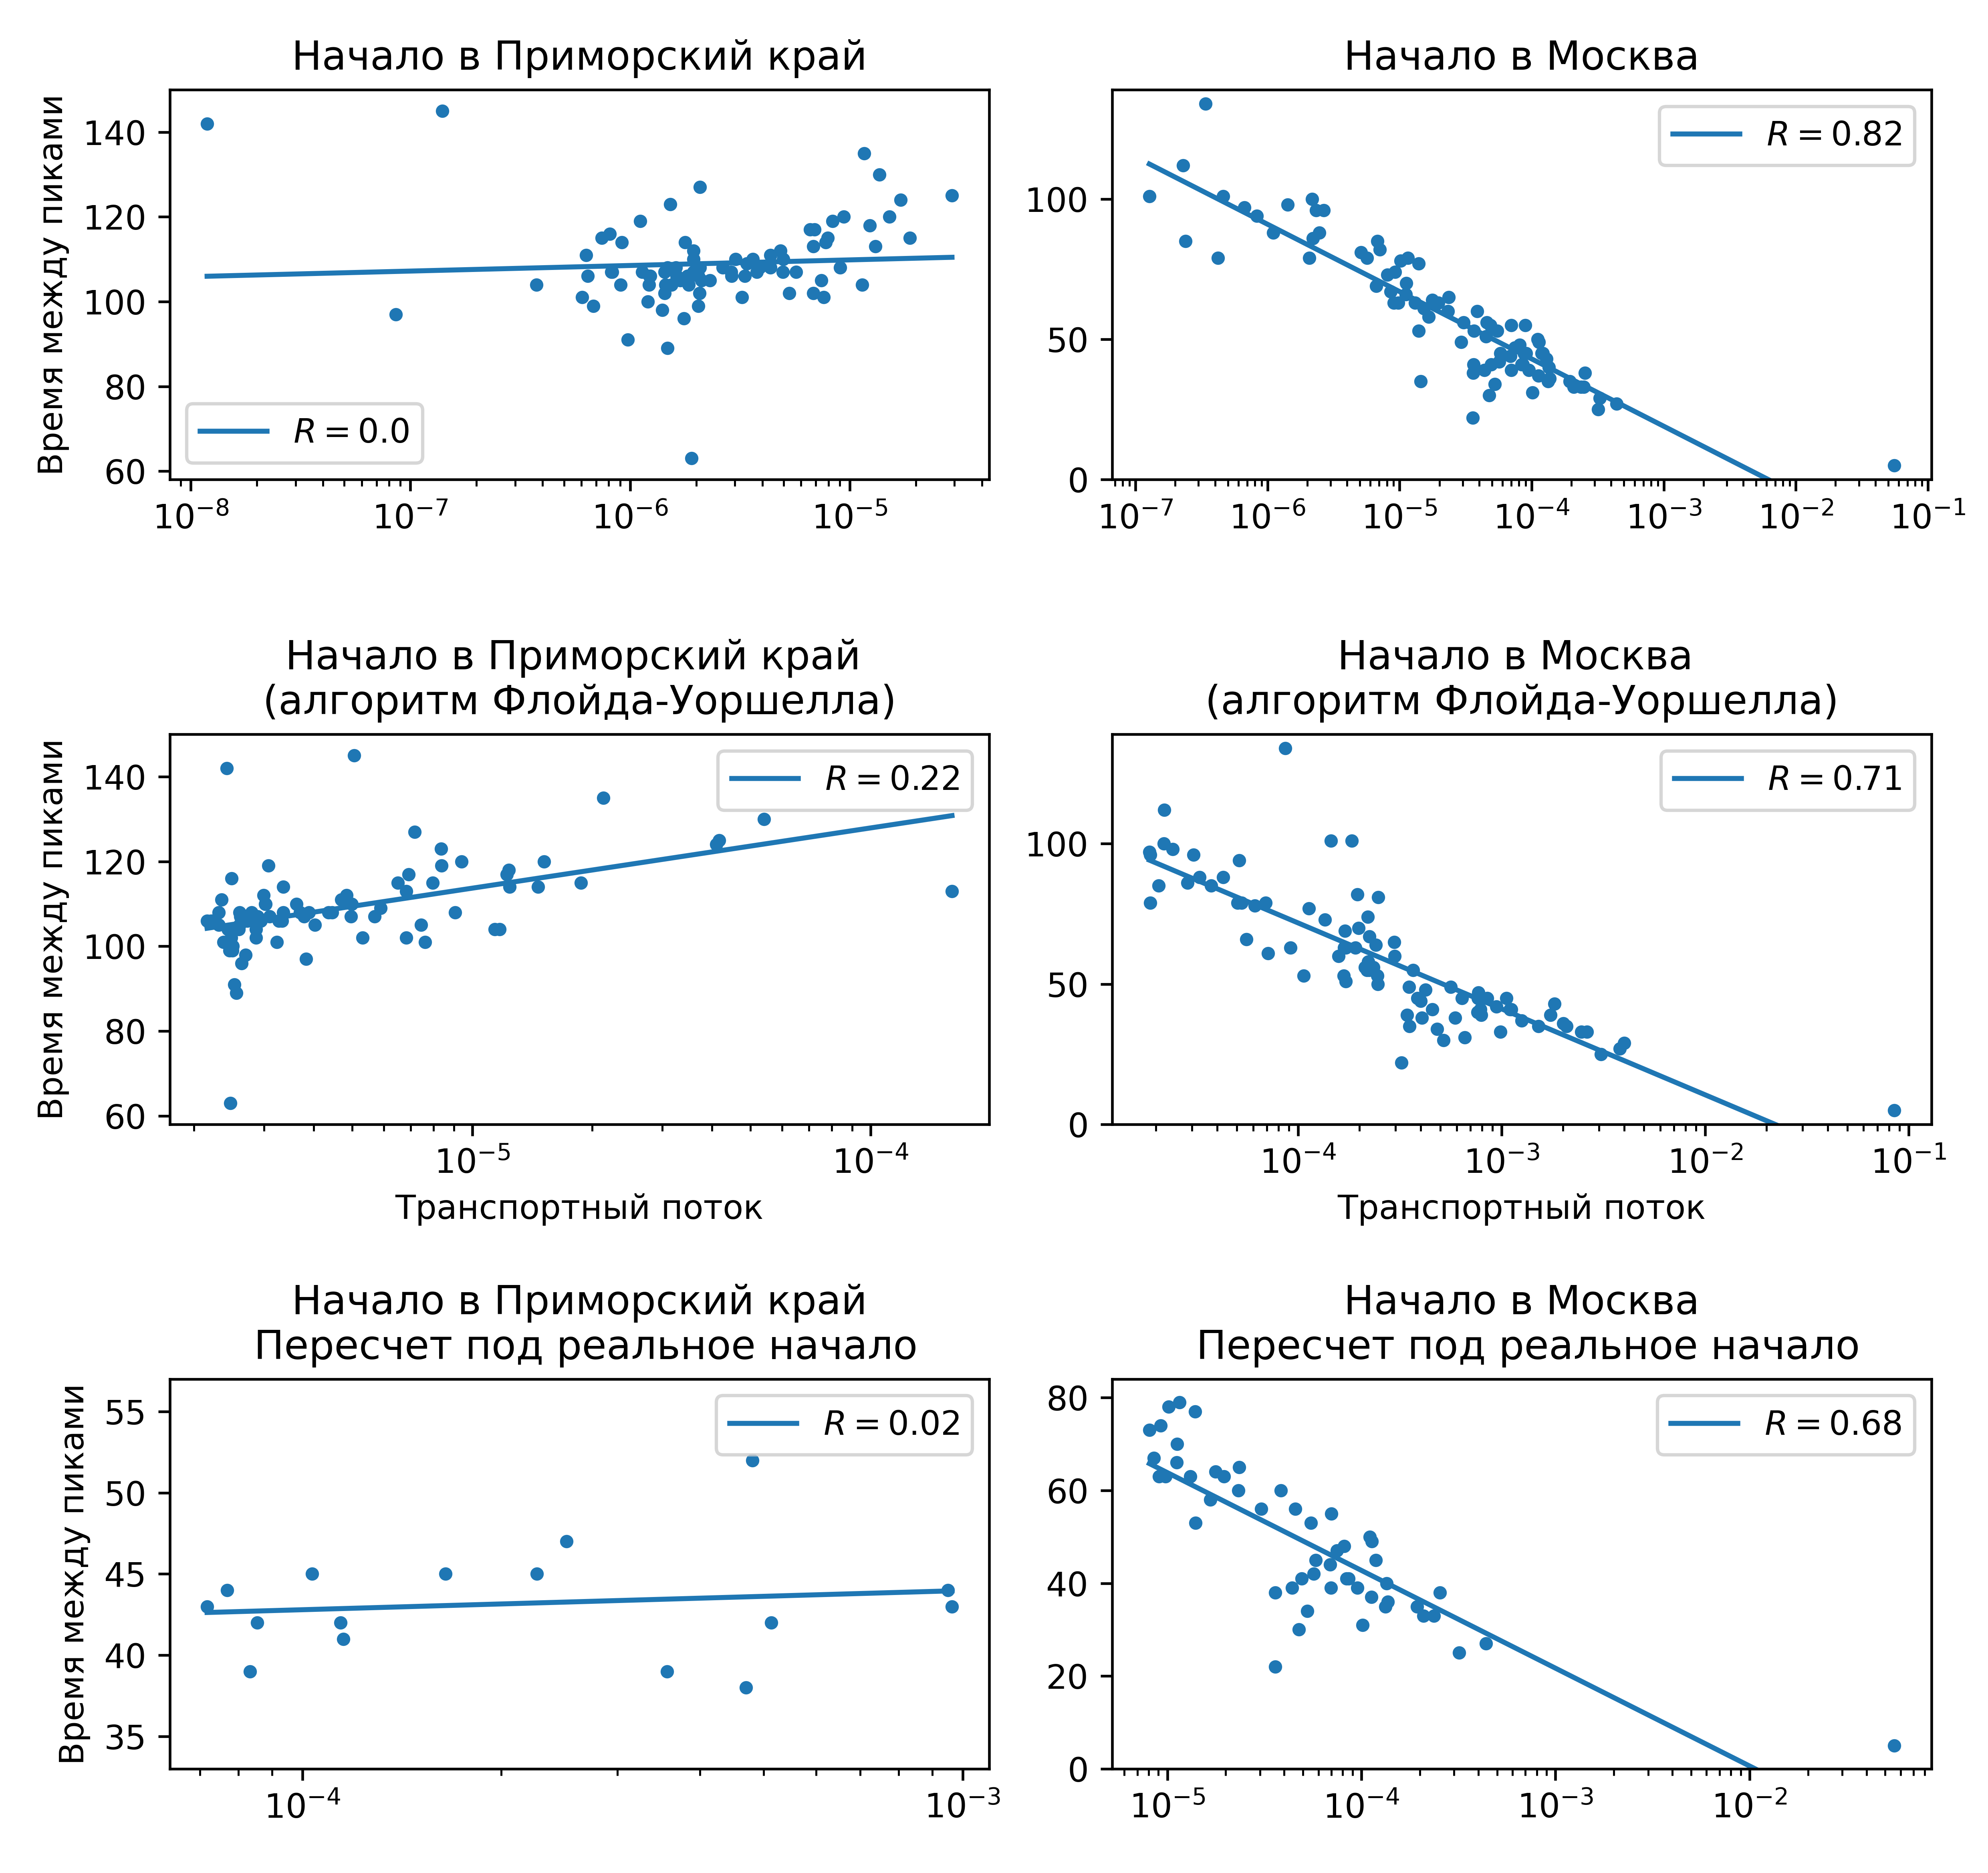 Начало в Приморский край
Время между пиками
140
120
100
80
60
R = 0.0
10⁻⁸
10⁻⁷
10⁻⁶
10⁻⁵
Начало в Москва
100
50
0
R = 0.82
10⁻⁷
10⁻⁶
10⁻⁵
10⁻⁴
10⁻³
10⁻²
10⁻¹
Начало в Приморский край
(алгоритм Флойда-Уоршелла)
Время между пиками
140
120
100
80
60
R = 0.22
10⁻⁵
10⁻⁴
Транспортный поток
Начало в Москва
(алгоритм Флойда-Уоршелла)
100
50
0
R = 0.71
10⁻⁴
10⁻³
10⁻²
10⁻¹
Транспортный поток
Начало в Приморский край
Пересчет под реальное начало
Время между пиками
55
50
45
40
35
R = 0.02
10⁻⁴
10⁻³
Начало в Москва
Пересчет под реальное начало
80
60
40
20
0
R = 0.68
10⁻⁵
10⁻⁴
10⁻³
10⁻²